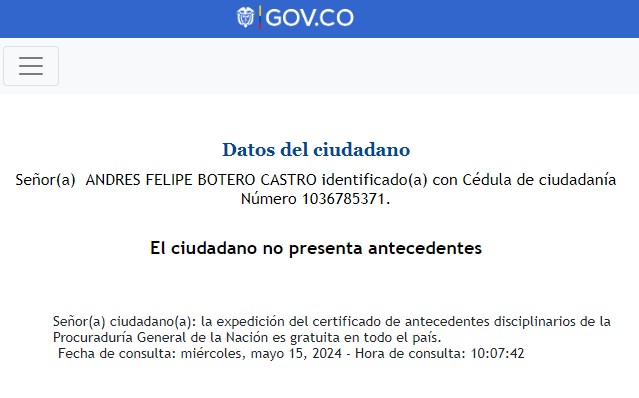 GOV.CO
Datos del ciudadano
Señor(a)  ANDRES FELIPE BOTERO CASTRO identificado(a) con Cédula de ciudadanía
Número 1036785371.
El ciudadano no presenta antecedentes
Señor(a) ciudadano(a): la expedición del certificado de antecedentes disciplinarios de la
Procuraduría General de la Nación es gratuita en todo el país.
Fecha de consulta: miércoles, mayo 15, 2024 - Hora de consulta: 10:07:42